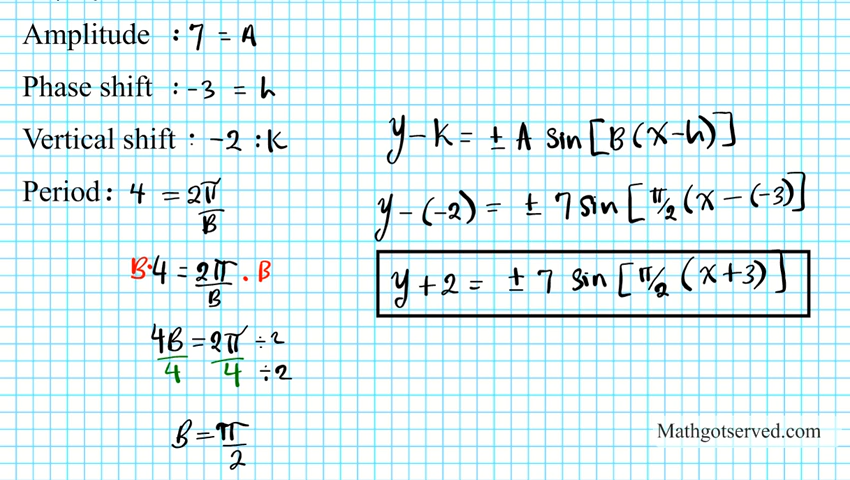 Amplitude : 7 = A
Phase shift : -3 = h
Vertical shift : -2 : K
Period : 4 = 2π/B
B·4 = 2π/B · B
4B/4 = 2π/4 ÷2 ÷2
B = π/2
y-K = ± A sin[B(x-h)]
y-(-2) = ± 7 sin[π/2(x-(-3)]
y+2 = ± 7 sin[π/2(x+3)]
Mathgotserved.com